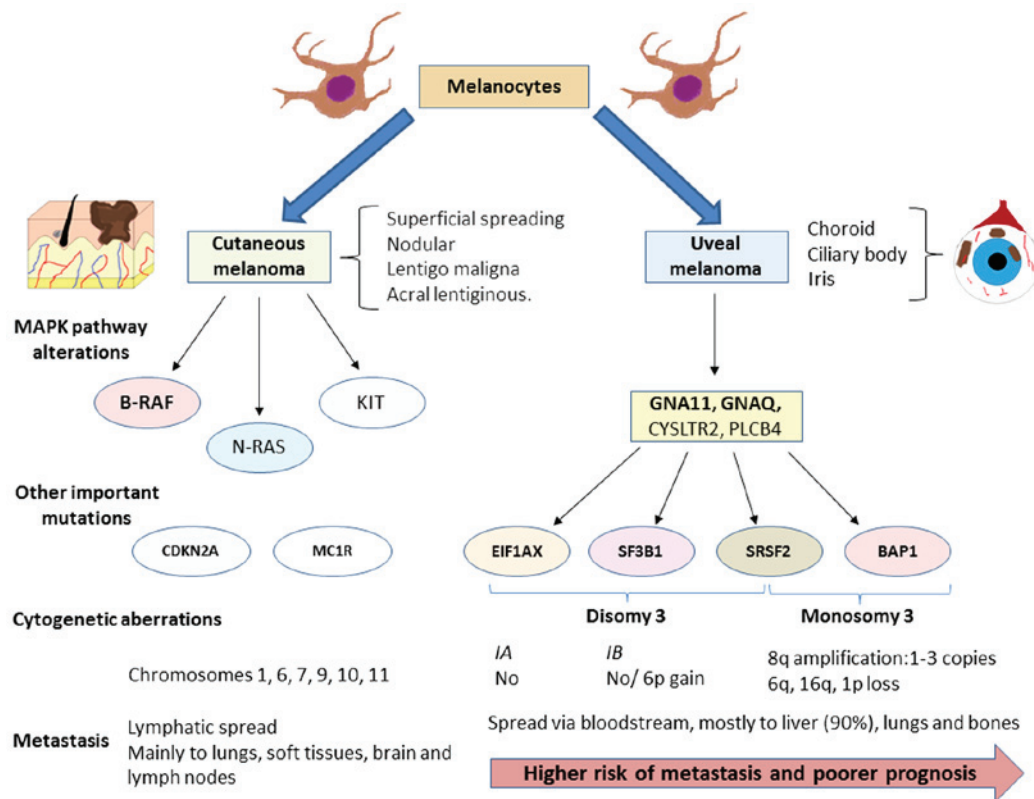 Melanocytes
Cutaneous
melanoma
Superficial spreading
Nodular
Lentigo maligna
Acral lentiginous.
Uveal
melanoma
Choroid
Ciliary body
Iris
MAPK pathway
alterations
B-RAF
N-RAS
KIT
GNA11, GNAQ,
CYSLTR2, PLCB4
Other important
mutations
CDKN2A
MC1R
EIF1AX
SF3B1
SRSF2
BAP1
Disomy 3
Monosomy 3
Cytogenetic aberrations
Chromosomes 1, 6, 7, 9, 10, 11
IA
No
IB
No/ 6p gain
8q amplification:1-3 copies
6q, 16q, 1p loss
Metastasis
Lymphatic spread
Mainly to lungs, soft tissues, brain and
lymph nodes
Spread via bloodstream, mostly to liver (90%), lungs and bones
Higher risk of metastasis and poorer prognosis